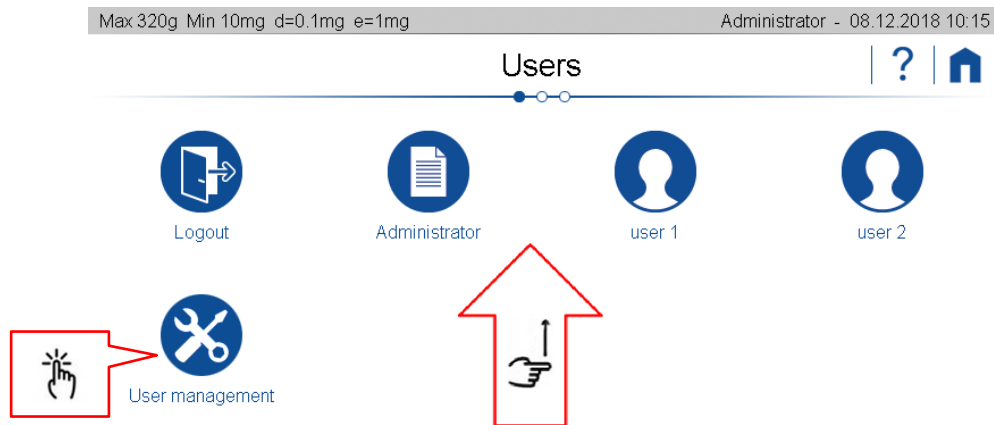 Max 320g Min 10mg d=0.1mg e=1mg Administrator - 08.12.2018 10:15
Users
?
Logout Administrator user 1 user 2
User management